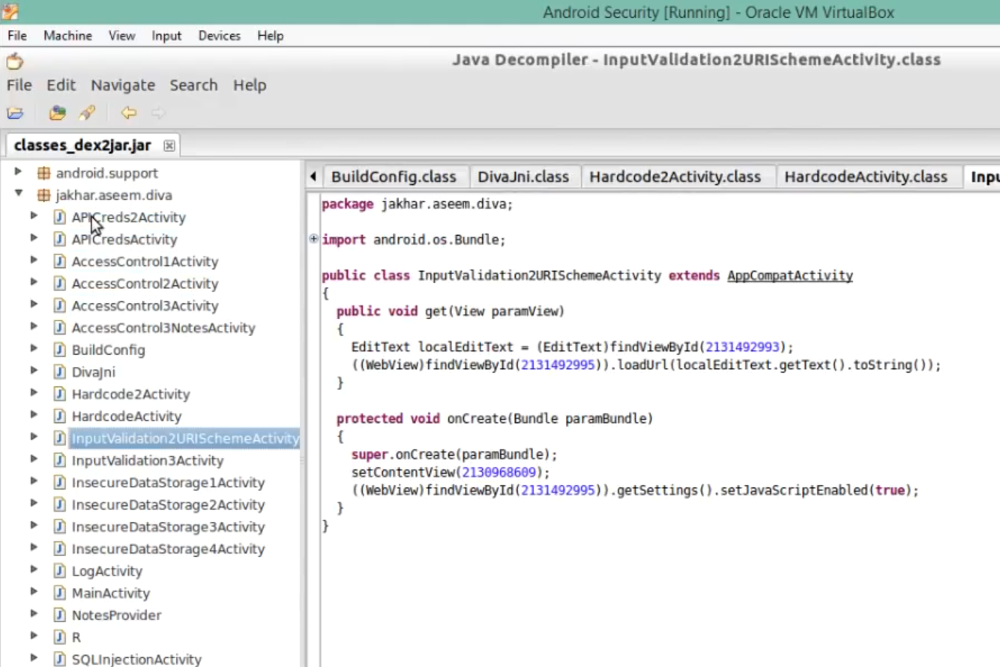 Android Security [Running] - Oracle VM VirtualBox
File Machine View Input Devices Help
Java Decompiler - InputValidation2URISchemeActivity.class
File Edit Navigate Search Help
classes_dex2jar.jar
android.support
jakhar.aseem.diva
APICreds2Activity
APICredsActivity
AccessControl1Activity
AccessControl2Activity
AccessControl3Activity
AccessControl3NotesActivity
BuildConfig
DivaJni
Hardcode2Activity
HardcodeActivity
InputValidation2URISchemeActivity
InputValidation3Activity
InsecureDataStorage1Activity
InsecureDataStorage2Activity
InsecureDataStorage3Activity
InsecureDataStorage4Activity
LogActivity
MainActivity
NotesProvider
R
SQLInjectionActivity
BuildConfig.class DivaJni.class Hardcode2Activity.class HardcodeActivity.class
package jakhar.aseem.diva;
import android.os.Bundle;
public class InputValidation2URISchemeActivity extends AppCompatActivity
{
public void get(View paramView)
{
EditText localEditText = (EditText)findViewById(2131492993);
((WebView)findViewById(2131492995)).loadUrl(localEditText.getText().toString());
}
protected void onCreate(Bundle paramBundle)
{
super.onCreate(paramBundle);
setContentView(2130968609);
((WebView)findViewById(2131492995)).getSettings().setJavaScriptEnabled(true);
}
}